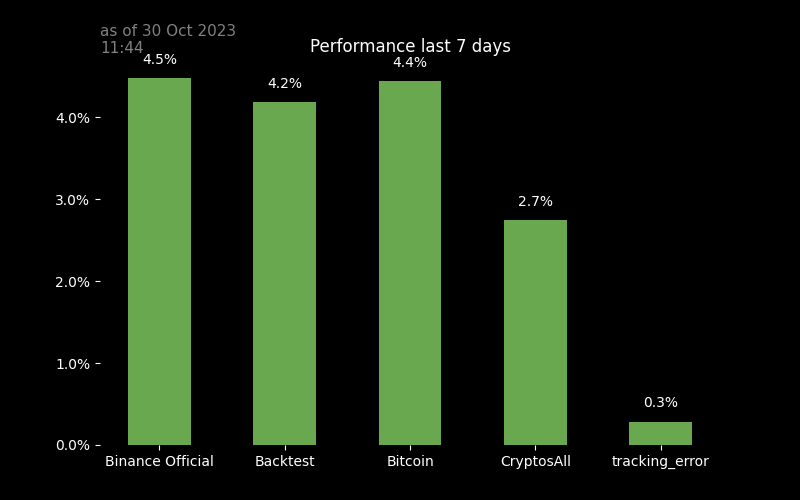 as of 30 Oct 2023
11:44
Performance last 7 days
4.5%
4.2%
4.4%
2.7%
0.3%
4.0%
3.0%
2.0%
1.0%
0.0%
Binance Official
Backtest
Bitcoin
CryptosAll
tracking_error